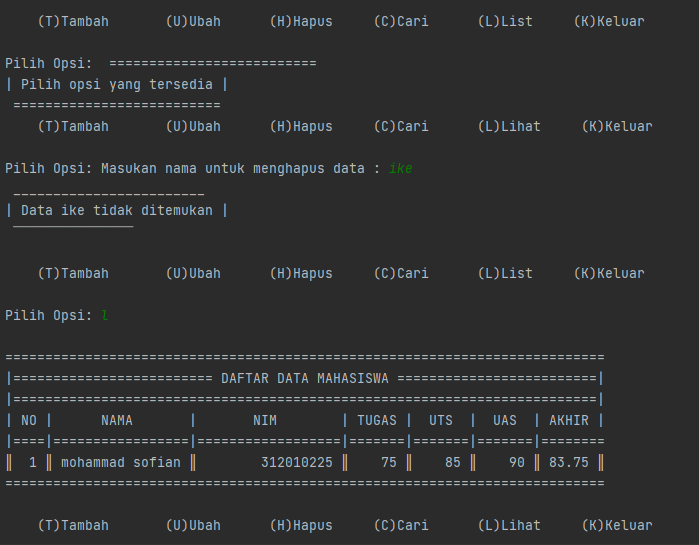 (T)Tambah (U)Ubah (H)Hapus (C)Cari (L)List (K)Keluar
Pilih Opsi: ==========================
| Pilih opsi yang tersedia |
==========================
(T)Tambah (U)Ubah (H)Hapus (C)Cari (L)Lihat (K)Keluar
Pilih Opsi: Masukan nama untuk menghapus data : ike
________________________
| Data ike tidak ditemukan |
‾‾‾‾‾‾‾‾‾‾‾‾‾‾‾
(T)Tambah (U)Ubah (H)Hapus (C)Cari (L)List (K)Keluar
Pilih Opsi: l
===========================================================================
|========================= DAFTAR DATA MAHASISWA =========================|
|=========================================================================|
| NO | NAMA | NIM | TUGAS | UTS | UAS | AKHIR |
|====|=================|==================|=======|=======|=======|========
║ 1 ║ mohammad sofian ║ 312010225 ║ 75 ║ 85 ║ 90 ║ 83.75 ║
===========================================================================
(T)Tambah (U)Ubah (H)Hapus (C)Cari (L)Lihat (K)Keluar